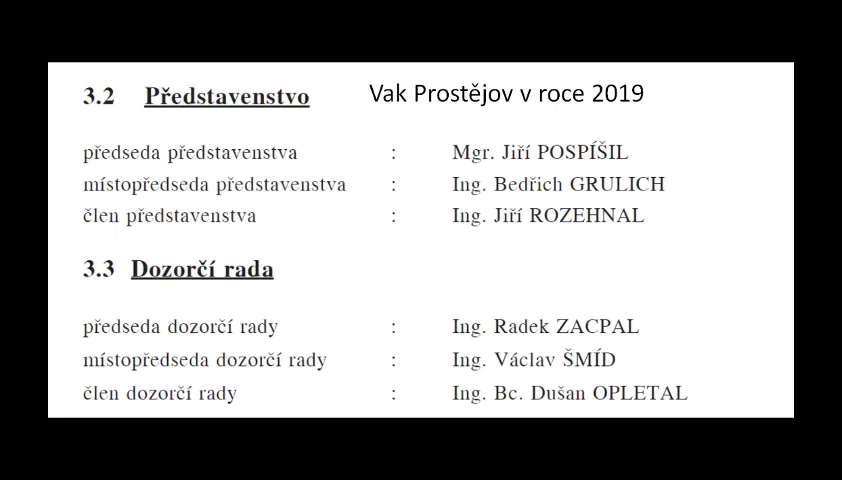 3.2 Představenstvo Vak Prostějov v roce 2019
předseda představenstva : Mgr. Jiří POSPÍŠIL
místopředseda představenstva : Ing. Bedřich GRULICH
člen představenstva : Ing. Jiří ROZEHNAL
3.3 Dozorčí rada
předseda dozorčí rady : Ing. Radek ZACPAL
místopředseda dozorčí rady : Ing. Václav ŠMÍD
člen dozorčí rady : Ing. Bc. Dušan OPLETAL